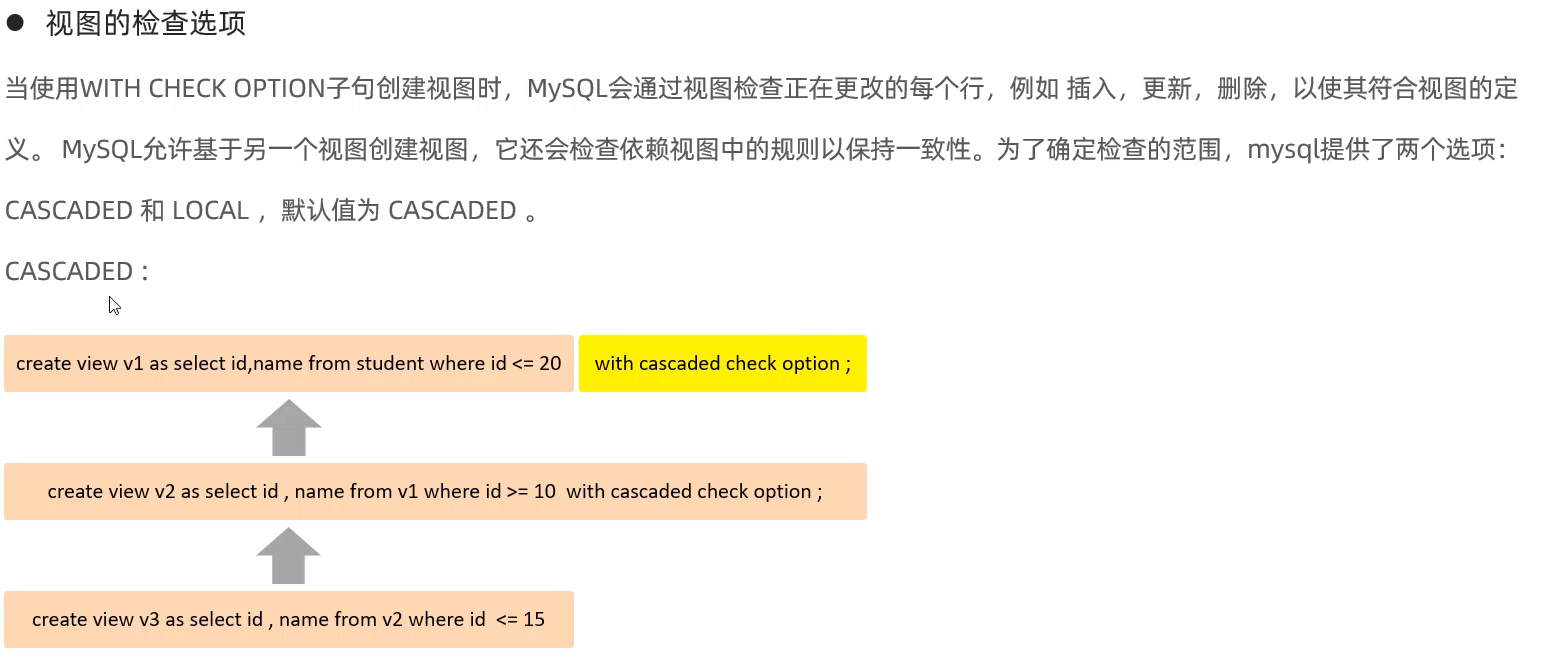 ● 视图的检查选项
当使用WITH CHECK OPTION子句创建视图时，MySQL会通过视图检查正在更改的每个行，例如 插入，更新，删除，以使其符合视图的定
义。 MySQL允许基于另一个视图创建视图，它还会检查依赖视图中的规则以保持一致性。为了确定检查的范围，mysql提供了两个选项：
CASCADED 和 LOCAL ，默认值为 CASCADED 。
CASCADED：
create view v1 as select id,name from student where id <= 20 with cascaded check option ;
create view v2 as select id , name from v1 where id >= 10 with cascaded check option ;
create view v3 as select id , name from v2 where id <= 15